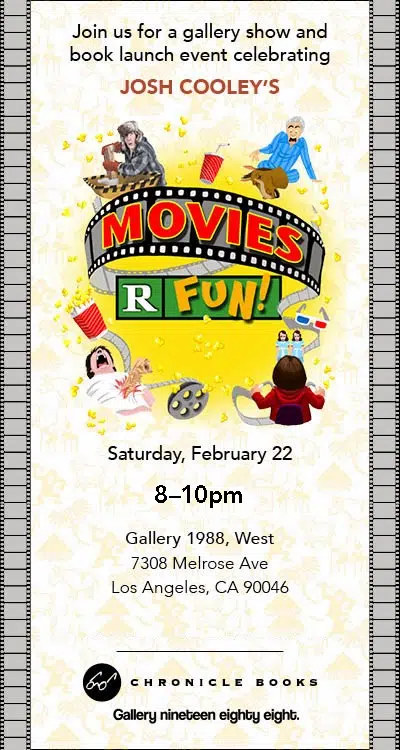 Join us for a gallery show and
book launch event celebrating
JOSH COOLEY'S
MOVIES
R FUN!
Saturday, February 22
8–10pm
Gallery 1988, West
7308 Melrose Ave
Los Angeles, CA 90046
CHRONICLE BOOKS
Gallery nineteen eighty eight.